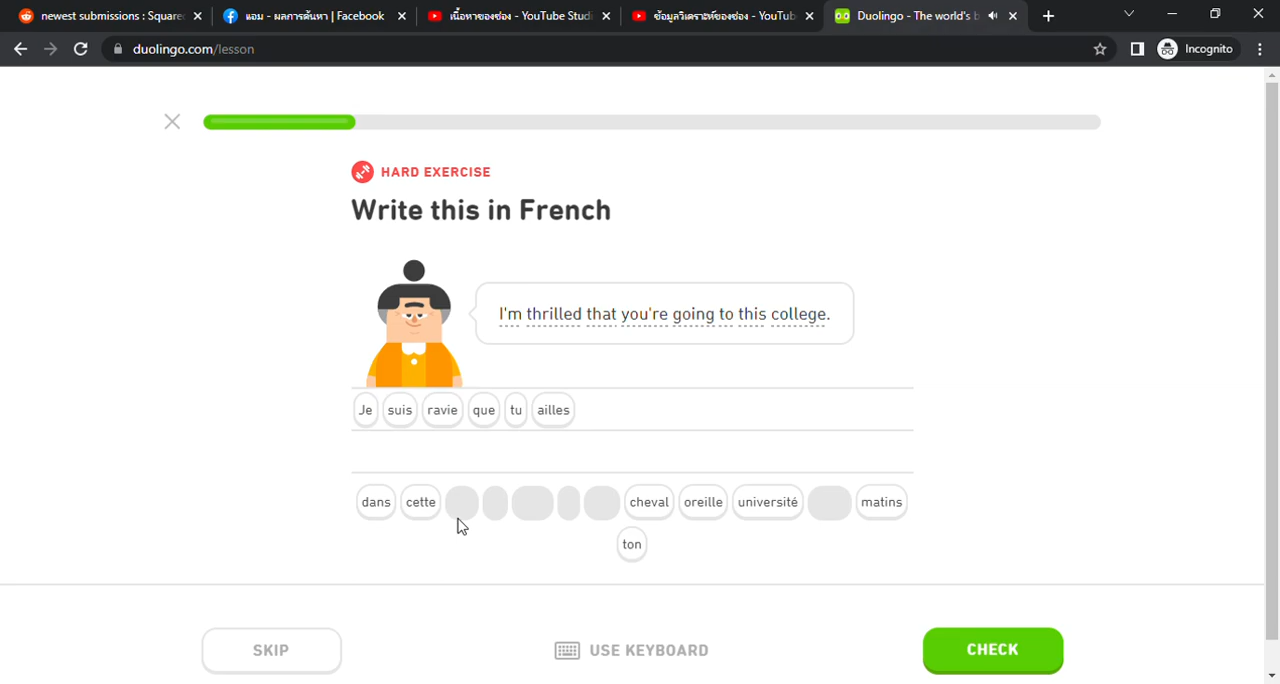 newest submissions : Square
แอม - ผลการค้นหา | Facebook
เนื้อหาของช่อง - YouTube Studi
ข้อมูลวิเคราะห์ของช่อง - YouTub
Duolingo - The world's b
duolingo.com/lesson
Incognito
HARD EXERCISE
Write this in French
I'm thrilled that you're going to this college.
Je suis ravie que tu ailles
dans cette cheval oreille université matins
ton
SKIP
USE KEYBOARD
CHECK